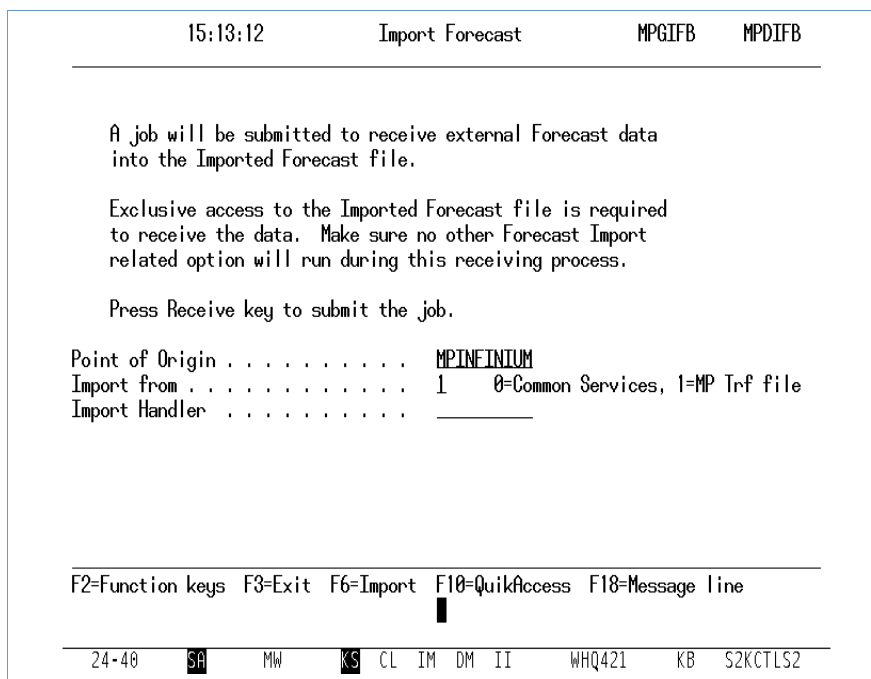 15:13:12 Import Forecast MPGIFB MPDIFB
A job will be submitted to receive external Forecast data
into the Imported Forecast file.
Exclusive access to the Imported Forecast file is required
to receive the data. Make sure no other Forecast Import
related option will run during this receiving process.
Press Receive key to submit the job.
Point of Origin . . . . . . . . . . MPINFINIUM
Import from . . . . . . . . . . . . 1 0=Common Services, 1=MP Trf file
Import Handler . . . . . . . . . .
F2=Function keys F3=Exit F6=Import F10=QuikAccess F18=Message line
24-40 SA MW KS CL IM DM II WHQ421 KB S2KCTLS2